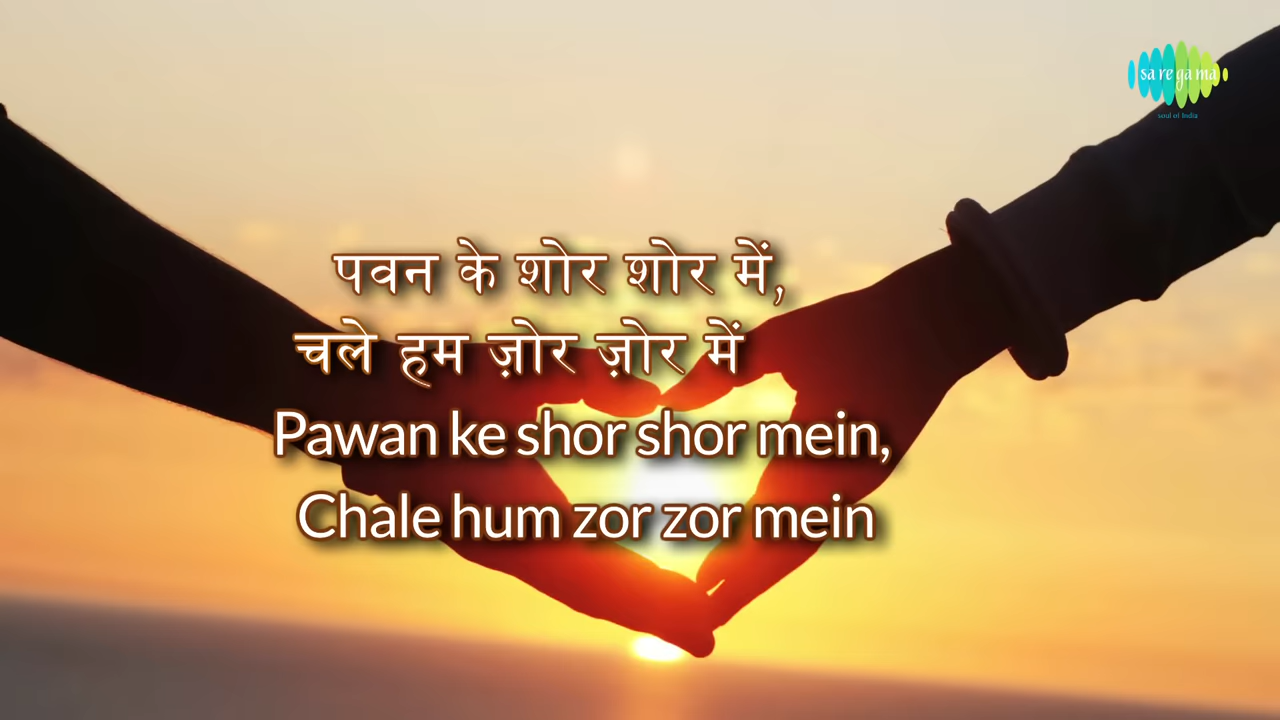 sa re ga ma
soul of India
पवन के शोर शोर में,
चले हम ज़ोर ज़ोर में
Pawan ke shor shor mein,
Chale hum zor zor mein